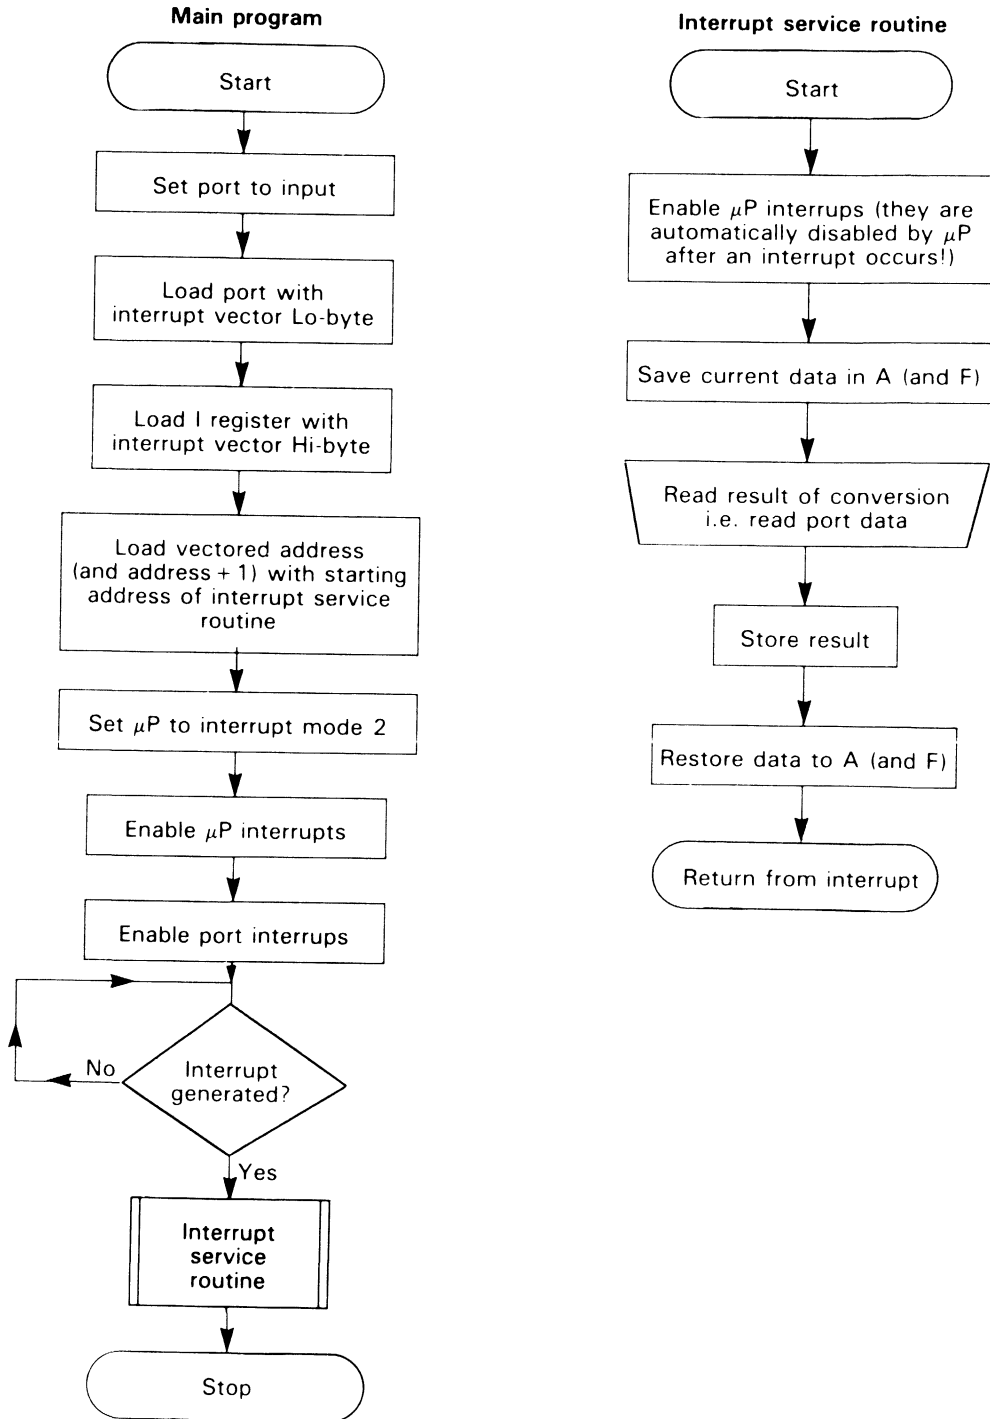 Main program
Start
Set port to input
Load port with
interrupt vector Lo-byte
Load I register with
interrupt vector Hi-byte
Load vectored address
(and address + 1) with starting
address of interrupt service
routine
Set μP to interrupt mode 2
Enable μP interrupts
Enable port interrups
No
Interrupt
generated?
Yes
Interrupt
service
routine
Stop
Interrupt service routine
Start
Enable μP interrups (they are
automatically disabled by μP
after an interrupt occurs!)
Save current data in A (and F)
Read result of conversion
i.e. read port data
Store result
Restore data to A (and F)
Return from interrupt